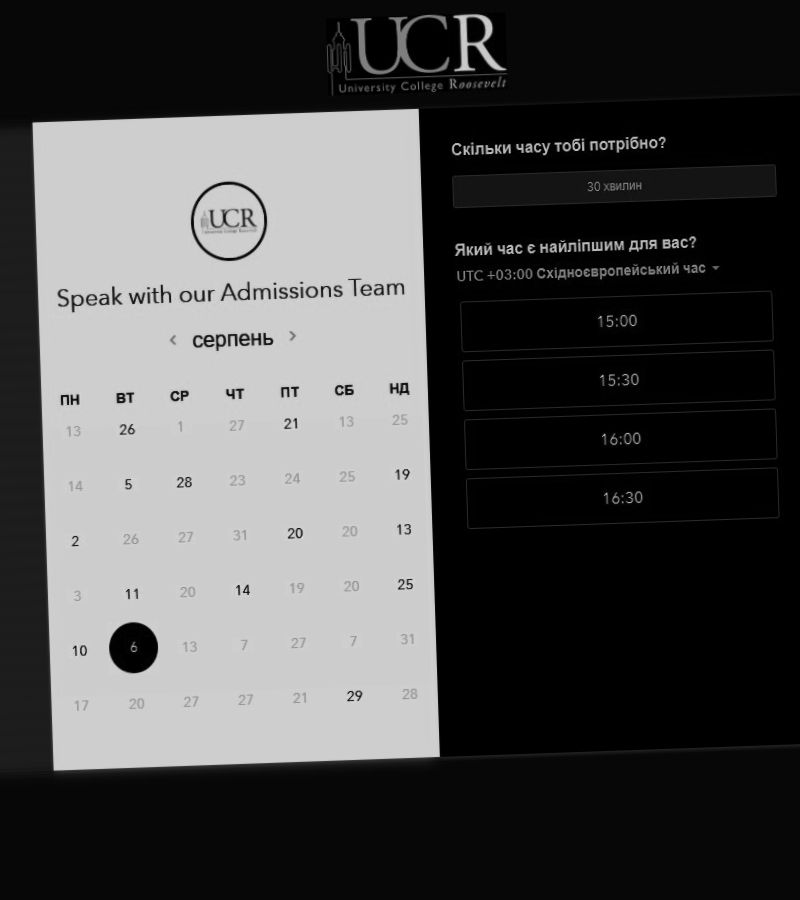 UCR
University College Roosevelt
UCR
Speak with our Admissions Team
‹ серпень ›
ПН ВТ СР ЧТ ПТ СБ НД
13 26 1 27 21 13 25
14 5 28 23 24 25 19
2 26 27 31 20 20 13
3 11 20 14 19 20 25
10 6 13 7 27 7 31
17 20 27 27 21 29 28
Скільки часу тобі потрібно?
30 хвилин
Який час є найліпшим для вас?
UTC +03:00 Східноєвропейський час
15:00
15:30
16:00
16:30